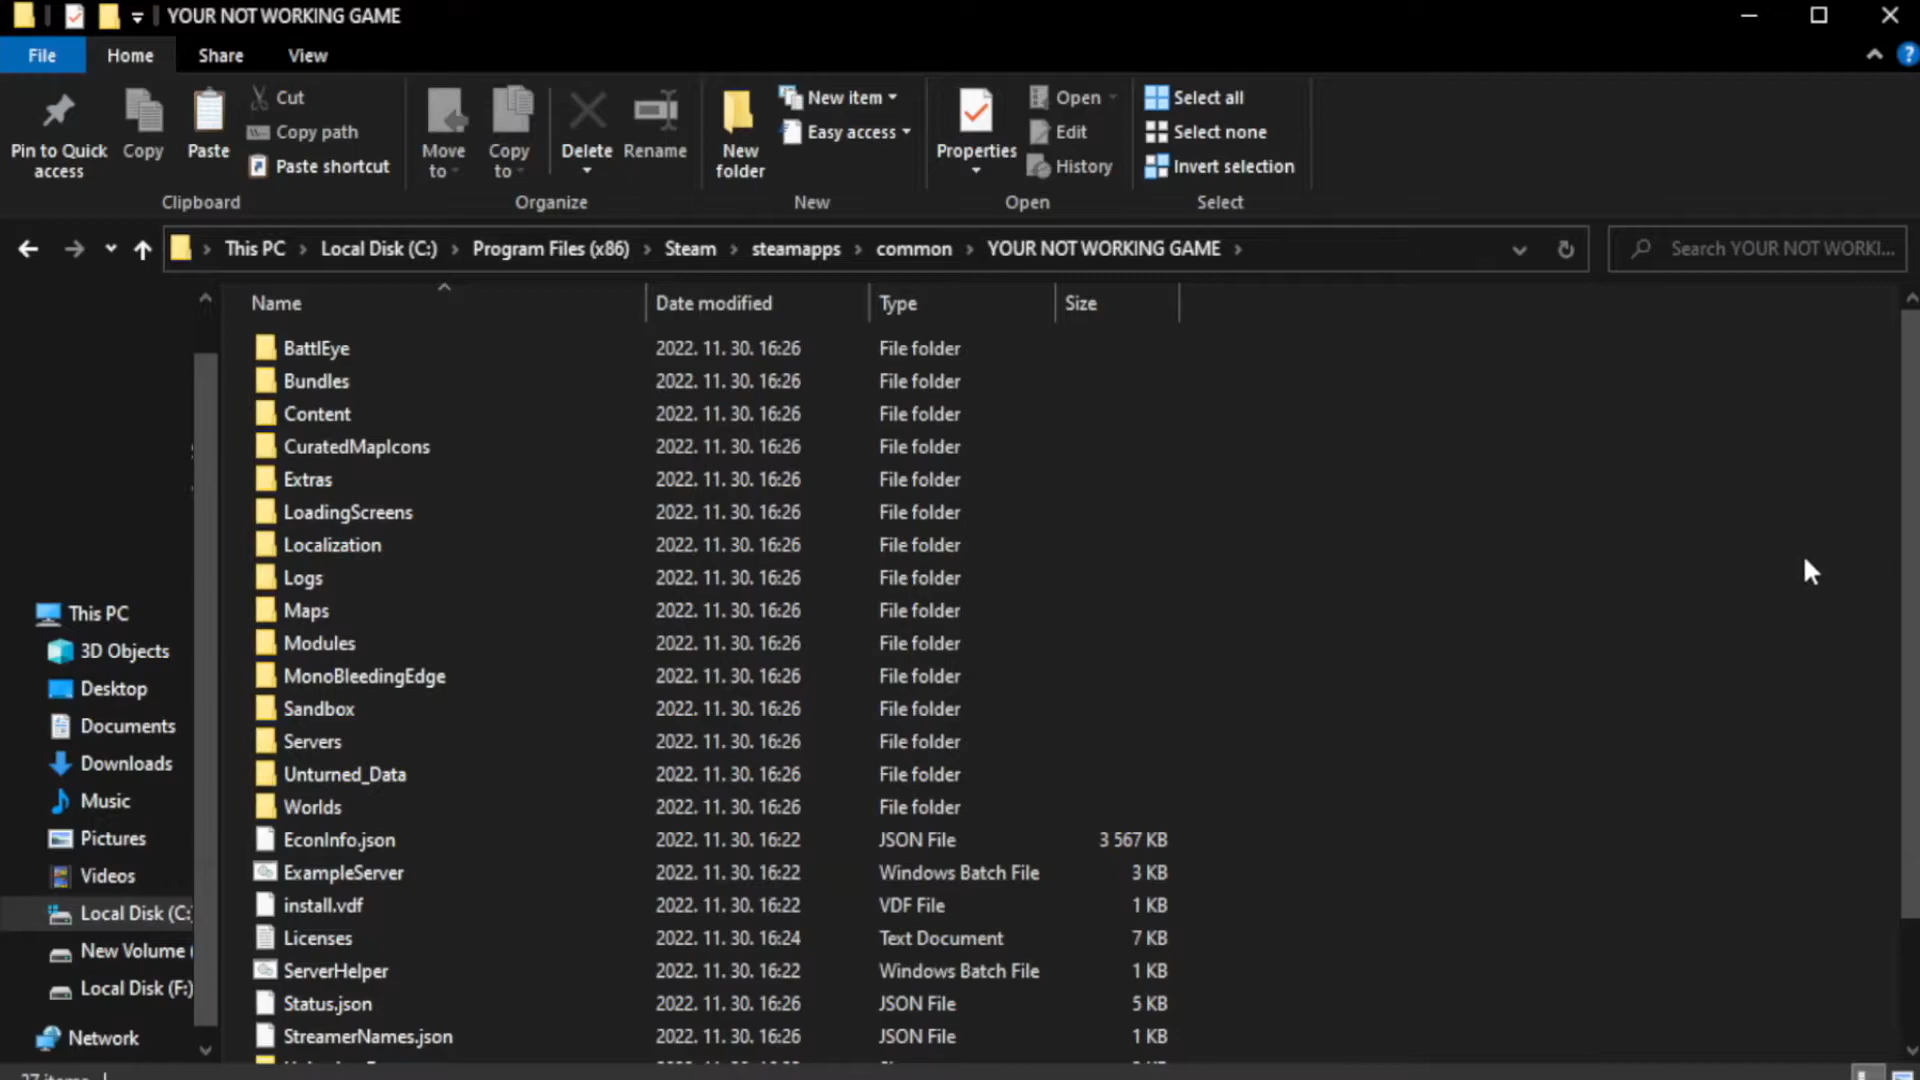 YOUR NOT WORKING GAME
File Home Share View
Pin to Quick access
Copy
Paste
Cut
Copy path
Paste shortcut
Clipboard
Move to
Copy to
Delete
Rename
Organize
New folder
New item
Easy access
New
Properties
Open
Edit
History
Open
Select all
Select none
Invert selection
Select
This PC Local Disk (C:) Program Files (x86) Steam steamapps common YOUR NOT WORKING GAME
Search YOUR NOT WORKI...
Name Date modified Type Size
BattlEye 2022. 11. 30. 16:26 File folder
Bundles 2022. 11. 30. 16:26 File folder
Content 2022. 11. 30. 16:26 File folder
CuratedMapIcons 2022. 11. 30. 16:26 File folder
Extras 2022. 11. 30. 16:26 File folder
LoadingScreens 2022. 11. 30. 16:26 File folder
Localization 2022. 11. 30. 16:26 File folder
Logs 2022. 11. 30. 16:26 File folder
Maps 2022. 11. 30. 16:26 File folder
Modules 2022. 11. 30. 16:26 File folder
MonoBleedingEdge 2022. 11. 30. 16:26 File folder
Sandbox 2022. 11. 30. 16:26 File folder
Servers 2022. 11. 30. 16:26 File folder
Unturned_Data 2022. 11. 30. 16:26 File folder
Worlds 2022. 11. 30. 16:26 File folder
EconInfo.json 2022. 11. 30. 16:22 JSON File 3 567 KB
ExampleServer 2022. 11. 30. 16:22 Windows Batch File 3 KB
install.vdf 2022. 11. 30. 16:22 VDF File 1 KB
Licenses 2022. 11. 30. 16:24 Text Document 7 KB
ServerHelper 2022. 11. 30. 16:22 Windows Batch File 1 KB
Status.json 2022. 11. 30. 16:26 JSON File 5 KB
StreamerNames.json 2022. 11. 30. 16:26 JSON File 1 KB
This PC
3D Objects
Desktop
Documents
Downloads
Music
Pictures
Videos
Local Disk (C:
New Volume (
Local Disk (F:)
Network